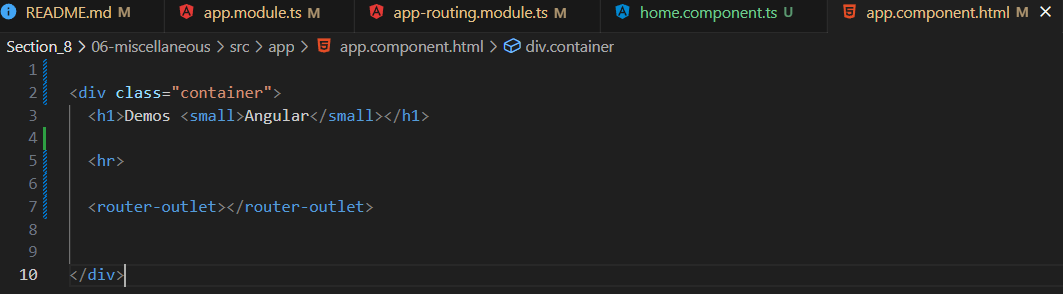 README.md M app.module.ts M app-routing.module.ts M home.component.ts U app.component.html M
Section_8 > 06-miscellaneous > src > app > app.component.html > div.container
1
2 <div class="container">
3 <h1>Demos <small>Angular</small></h1>
4
5 <hr>
6
7 <router-outlet></router-outlet>
8
9
10 </div>